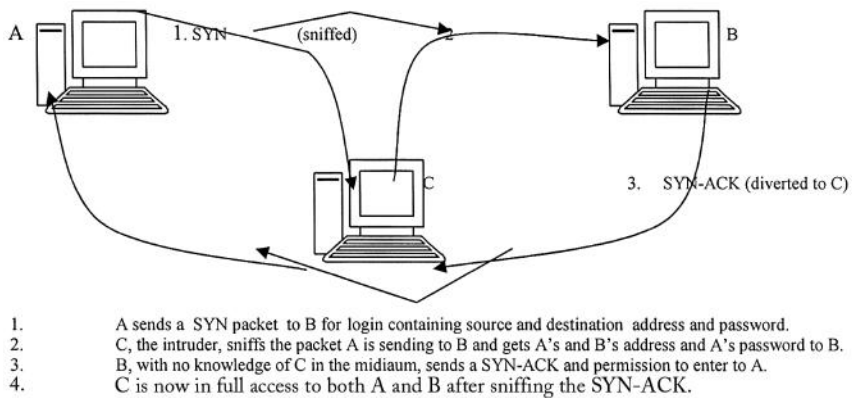 A 1. SYN (sniffed) 2 B
C 3. SYN-ACK (diverted to C)
1. A sends a SYN packet to B for login containing source and destination address and password.
2. C, the intruder, sniffs the packet A is sending to B and gets A's and B's address and A's password to B.
3. B, with no knowledge of C in the midiaum, sends a SYN-ACK and permission to enter to A.
4. C is now in full access to both A and B after sniffing the SYN-ACK.